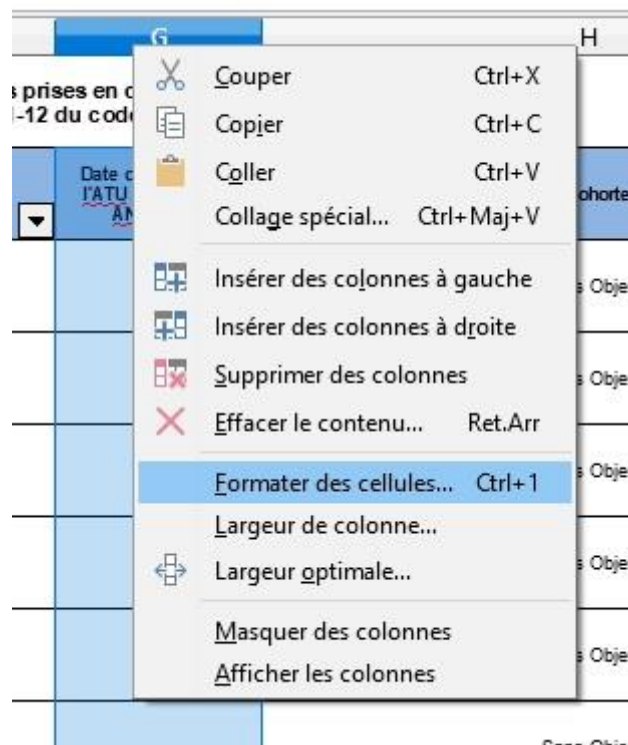 G
H
s prises en c
-12 du cod
Date c
l'ATU
AN
ohorte
Couper Ctrl+X
Copier Ctrl+C
Coller Ctrl+V
Collage spécial... Ctrl+Maj+V
Insérer des colonnes à gauche
Insérer des colonnes à droite
Supprimer des colonnes
Effacer le contenu... Ret.Arr
Formater des cellules... Ctrl+1
Largeur de colonne...
Largeur optimale...
Masquer des colonnes
Afficher les colonnes
s Obje
s Obje
s Obje
s Obje
s Obje